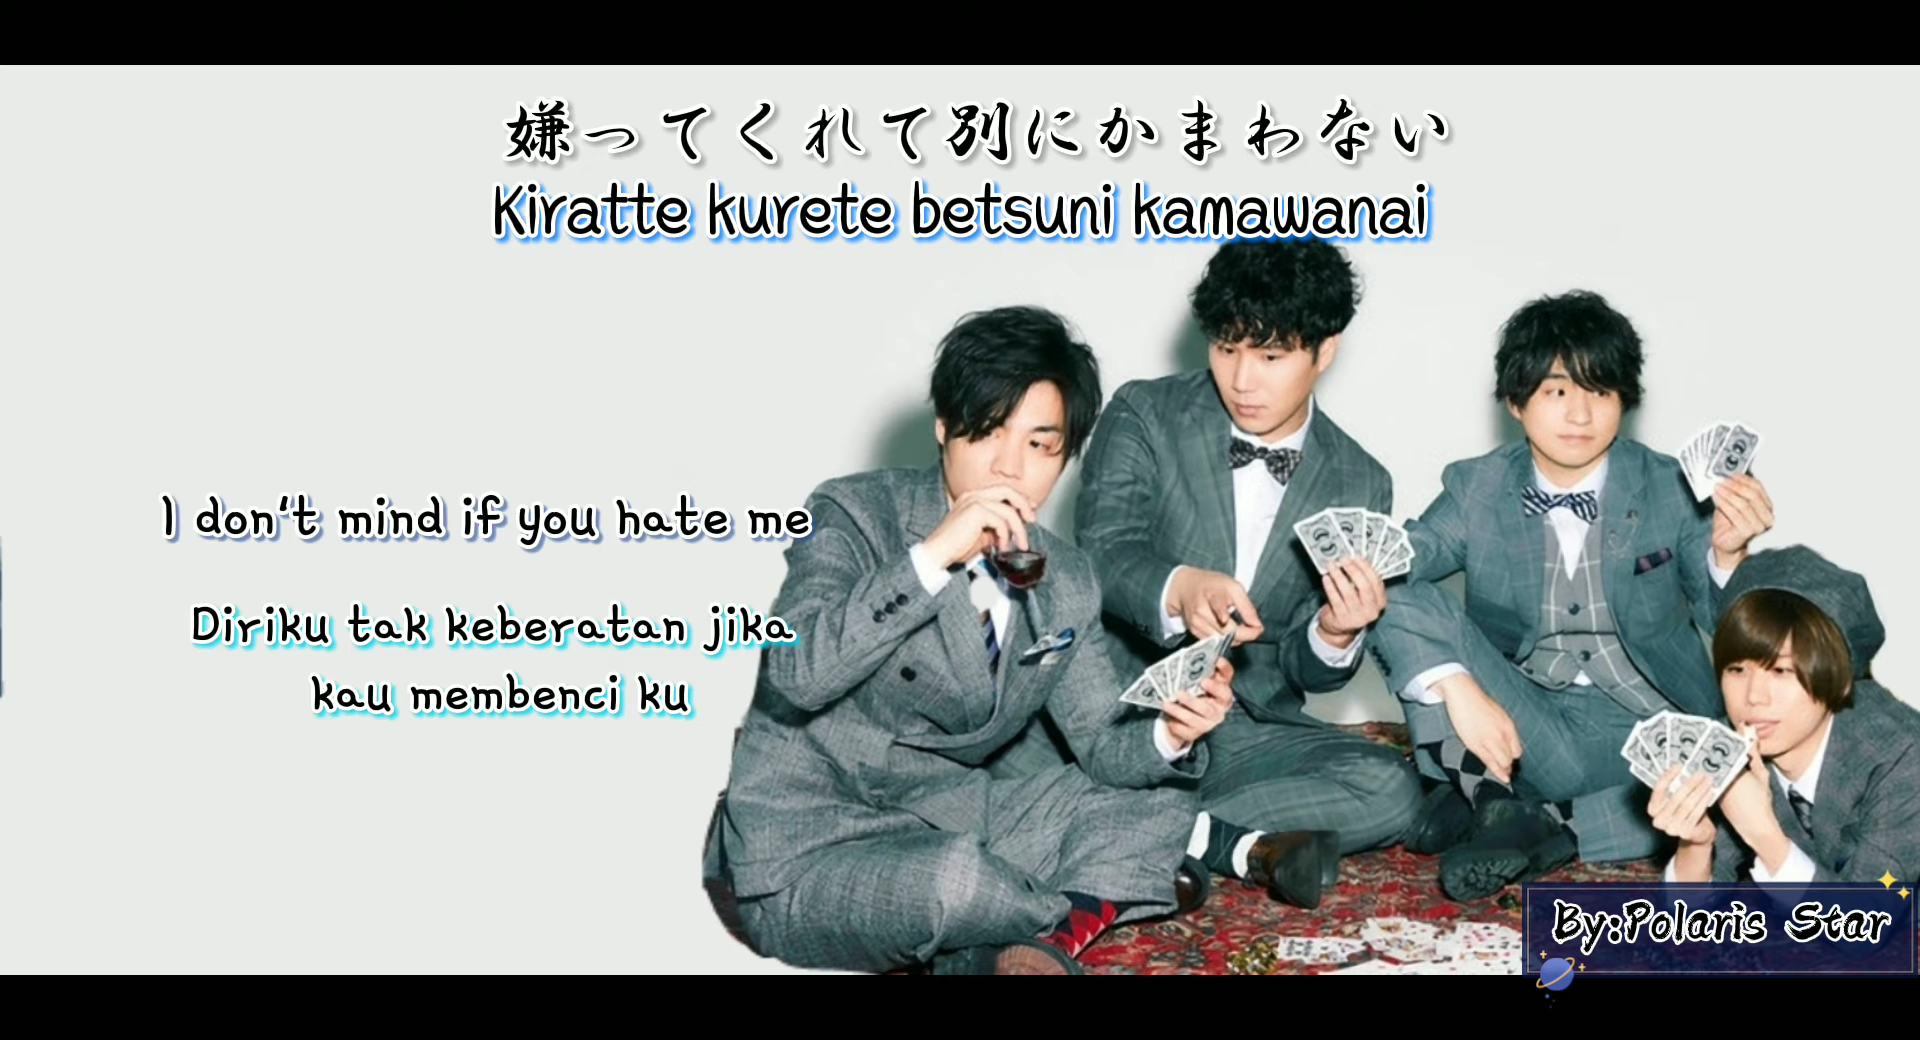 嫌ってくれて別にかまわない
Kiratte kurete betsuni kamawanai
I don't mind if you hate me
Diriku tak keberatan jika
kau membenci ku
By:Polaris Star